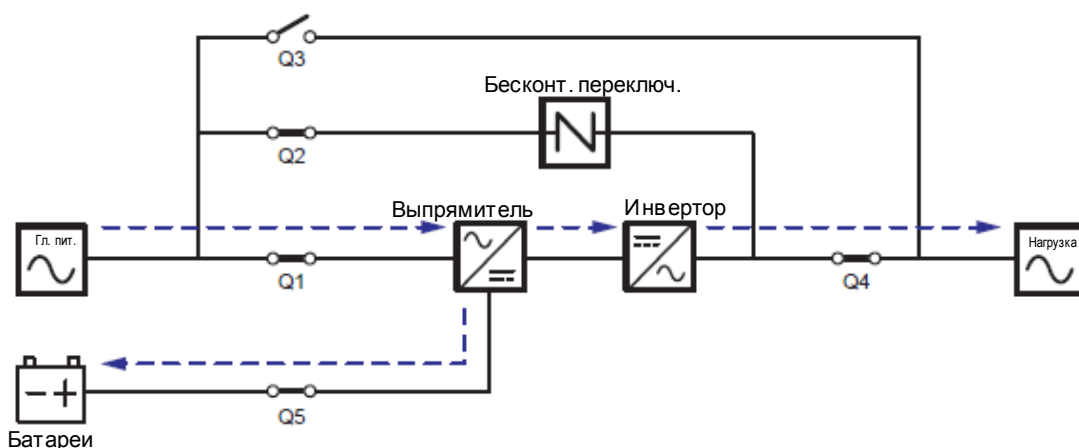 Q3
Бесконт. переключ.
Q2
Выпрямитель
Инвертор
Гл. пит.
Нагрузка
Q1
Q4
Q5
Батареи